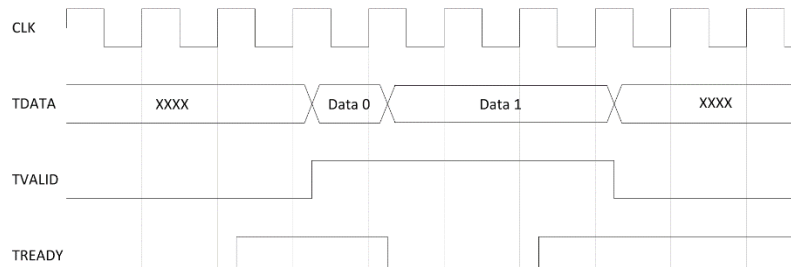 CLK
TDATA XXXX Data 0 Data 1 XXXX
TVALID
TREADY